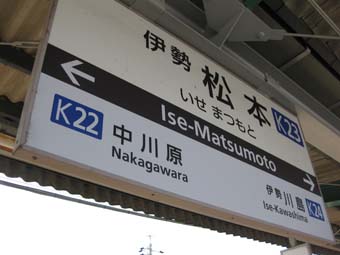 伊勢 松本 K23
いせ まつもと
Ise-Matsumoto
K22 中川原
Nakagawara
伊勢 川島 K24
Ise-Kawashima